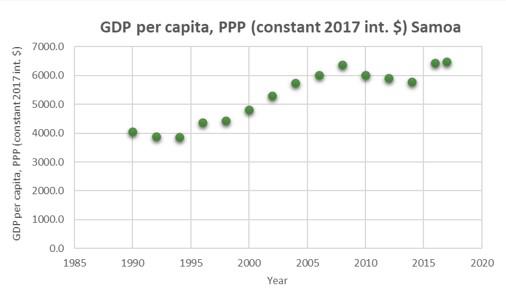 GDP per capita, PPP (constant 2017 int. $) Samoa
GDP per capita, PPP (constant 2017 int. $)
7000.0
6000.0
5000.0
4000.0
3000.0
2000.0
1000.0
0.0
1985 1990 1995 2000 2005 2010 2015 2020
Year